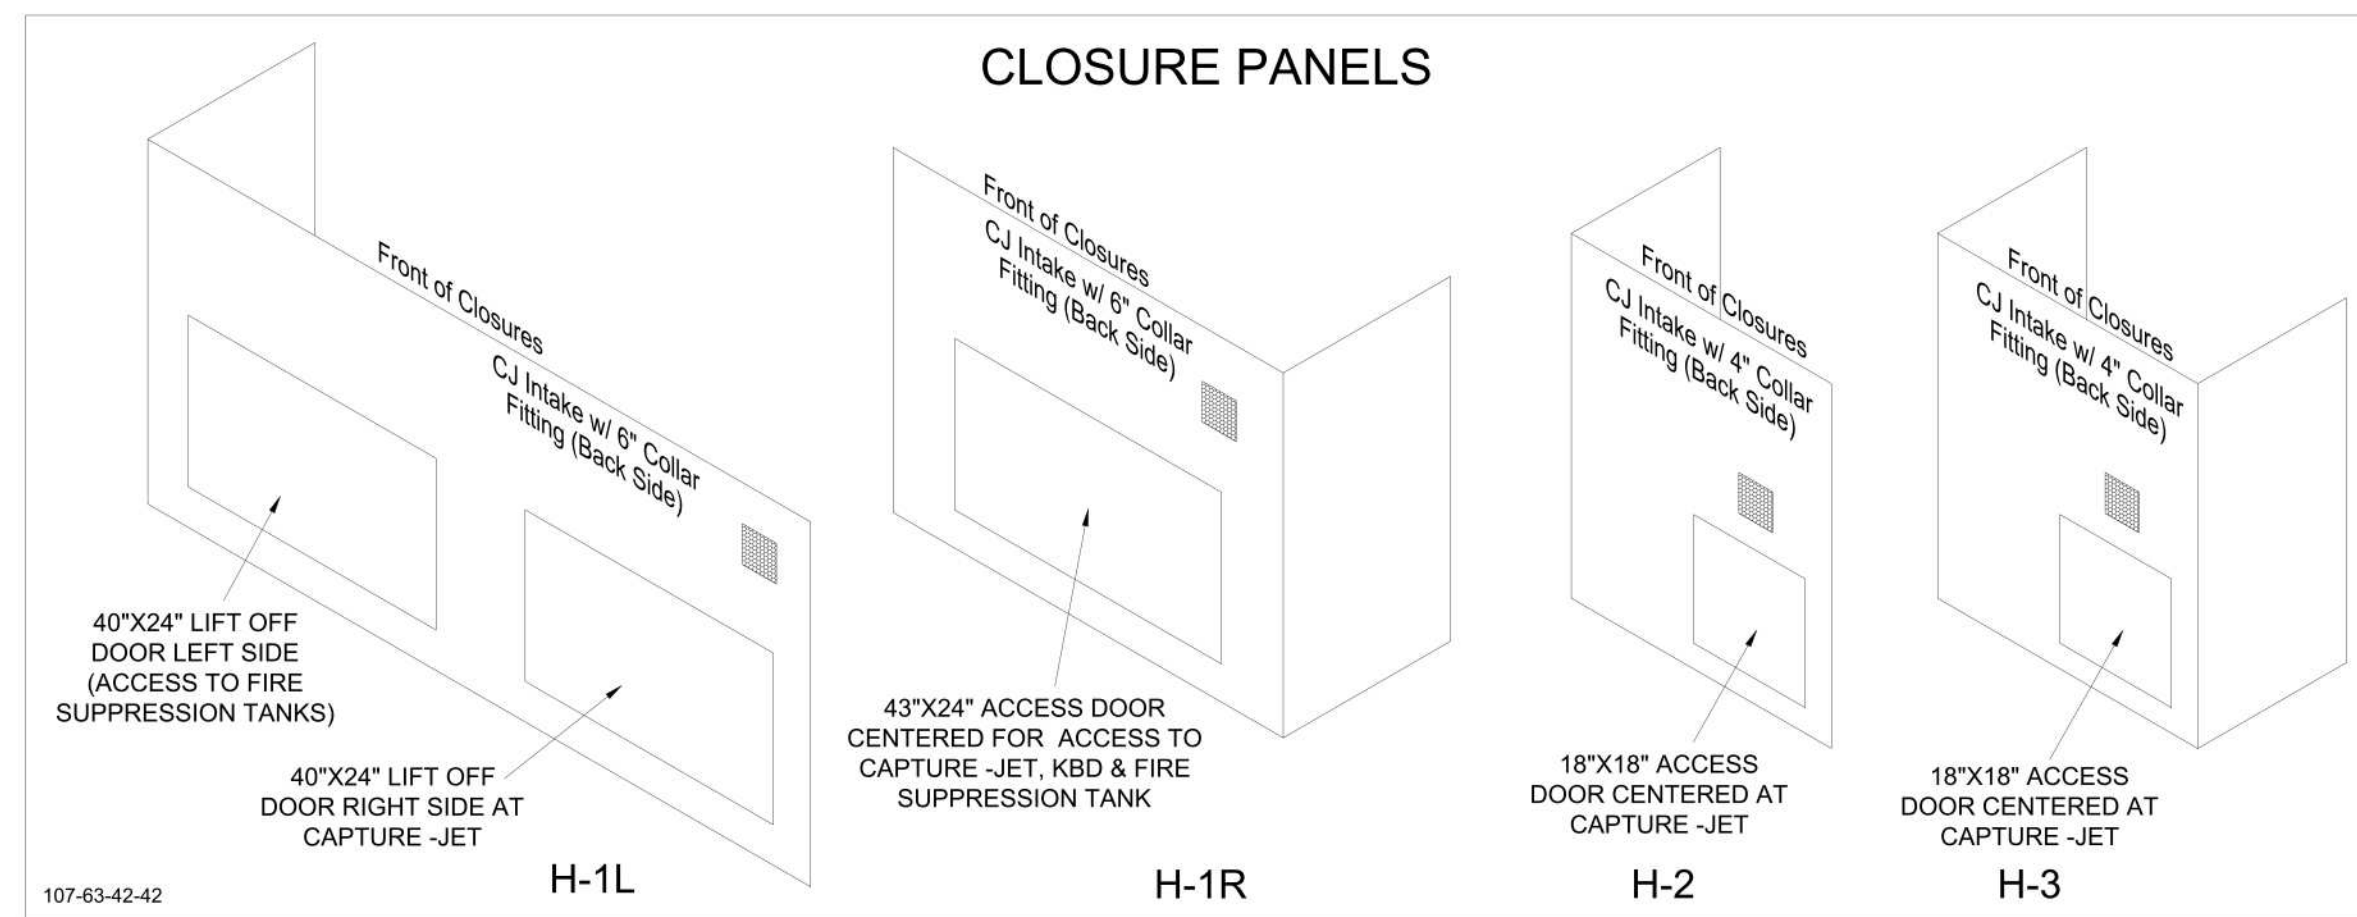 CLOSURE PANELS
Front of Closures
CJ Intake w/ 6" Collar
Fitting (Back Side)
40"X24" LIFT OFF
DOOR LEFT SIDE
(ACCESS TO FIRE
SUPPRESSION TANKS)
40"X24" LIFT OFF
DOOR RIGHT SIDE AT
CAPTURE -JET
H-1L
Front of Closures
CJ Intake w/ 6" Collar
Fitting (Back Side)
43"X24" ACCESS DOOR
CENTERED FOR ACCESS TO
CAPTURE -JET, KBD & FIRE
SUPPRESSION TANK
H-1R
Front of Closures
CJ Intake w/ 4" Collar
Fitting (Back Side)
18"X18" ACCESS
DOOR CENTERED AT
CAPTURE -JET
H-2
Front of Closures
CJ Intake w/ 4" Collar
Fitting (Back Side)
18"X18" ACCESS
DOOR CENTERED AT
CAPTURE -JET
H-3
107-63-42-42